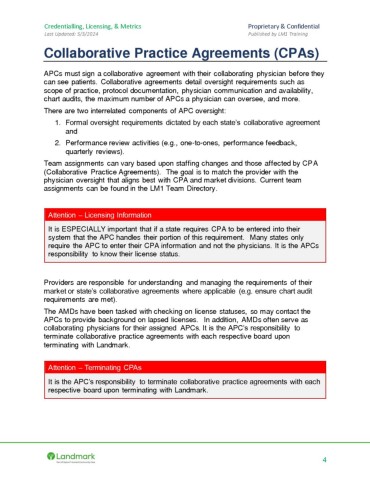 Credentialling, Licensing, & Metrics Proprietary & Confidential
Last Updated: 5/3/2024 Published by LM1 Training
Collaborative Practice Agreements (CPAs)
APCs must sign a collaborative agreement with their collaborating physician before they
can see patients. Collaborative agreements detail oversight requirements such as
scope of practice, protocol documentation, physician communication and availability,
chart audits, the maximum number of APCs a physician can oversee, and more.
There are two interrelated components of APC oversight:
1. Formal oversight requirements dictated by each state's collaborative agreement
and
2. Performance review activities (e.g., one-to-ones, performance feedback,
quarterly reviews).
Team assignments can vary based upon staffing changes and those affected by CPA
(Collaborative Practice Agreements). The goal is to match the provider with the
physician oversight that aligns best with CPA and market divisions. Current team
assignments can be found in the LM1 Team Directory.
Attention – Licensing Information
It is ESPECIALLY important that if a state requires CPA to be entered into their
system that the APC handles their portion of this requirement. Many states only
require the APC to enter their CPA information and not the physicians. It is the APCs
responsibility to know their license status.
Providers are responsible for understanding and managing the requirements of their
market or state's collaborative agreements where applicable (e.g. ensure chart audit
requirements are met).
The AMDs have been tasked with checking on license statuses, so may contact the
APCs to provide background on lapsed licenses. In addition, AMDs often serve as
collaborating physicians for their assigned APCs. It is the APC's responsibility to
terminate collaborative practice agreements with each respective board upon
terminating with Landmark.
Attention – Terminating CPAs
It is the APC's responsibility to terminate collaborative practice agreements with each
respective board upon terminating with Landmark.
Landmark
4